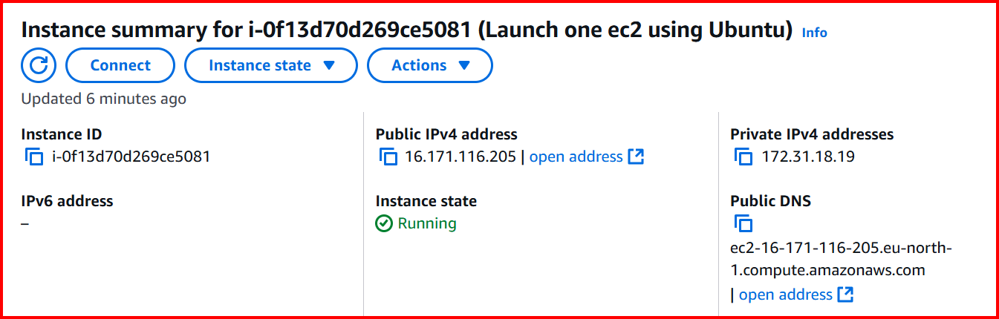 Instance summary for i-0f13d70d269ce5081 (Launch one ec2 using Ubuntu) Info
Connect
Instance state
Actions
Updated 6 minutes ago
Instance ID
i-0f13d70d269ce5081
Public IPv4 address
16.171.116.205 | open address
Private IPv4 addresses
172.31.18.19
IPv6 address
–
Instance state
Running
Public DNS
ec2-16-171-116-205.eu-north-
1.compute.amazonaws.com
| open address